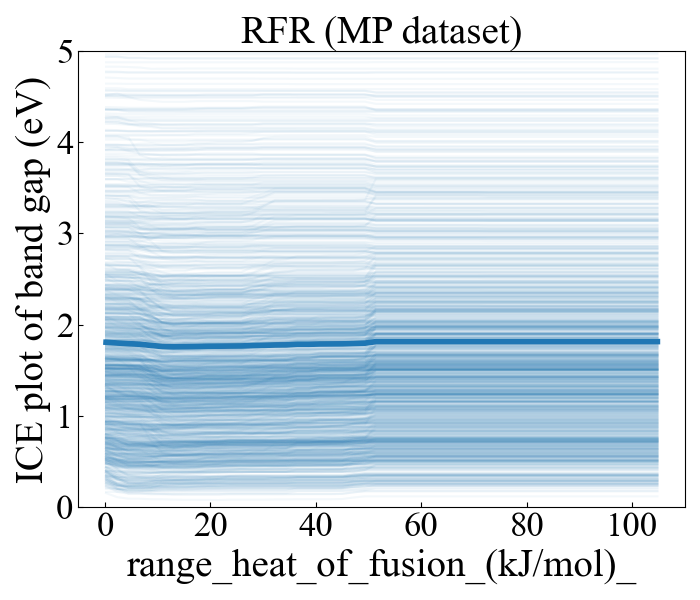 RFR (MP dataset)
ICE plot of band gap (eV)
5
4
3
2
1
0
0 20 40 60 80 100
range_heat_of_fusion_(kJ/mol)_